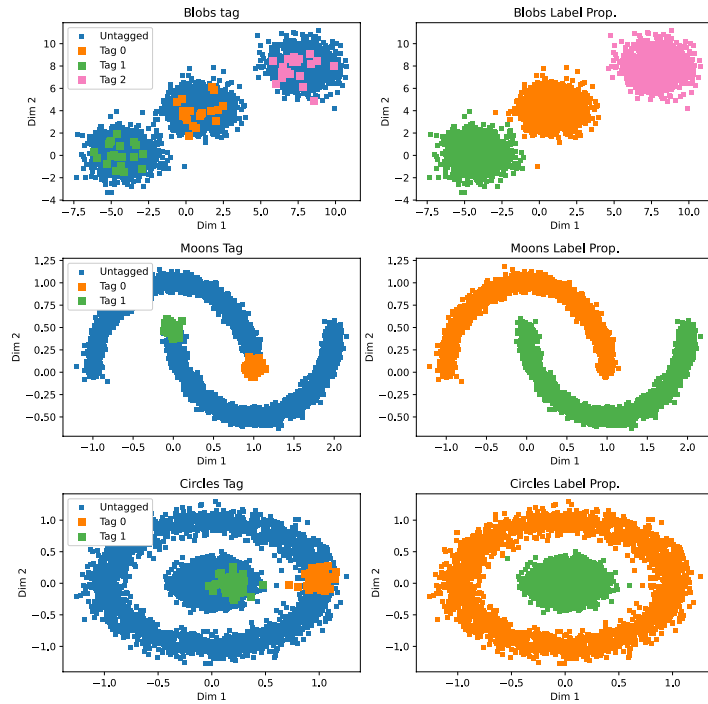 Blobs tag
Untagged
Tag 0
Tag 1
Tag 2
Dim 2
10
8
6
4
2
0
−2
−4
−7.5 −5.0 −2.5 0.0 2.5 5.0 7.5 10.0
Dim 1
Blobs Label Prop.
Dim 2
10
8
6
4
2
0
−2
−4
−7.5 −5.0 −2.5 0.0 2.5 5.0 7.5 10.0
Dim 1
Moons Tag
Untagged
Tag 0
Tag 1
Dim 2
1.25
1.00
0.75
0.50
0.25
0.00
−0.25
−0.50
−1.0 −0.5 0.0 0.5 1.0 1.5 2.0
Dim 1
Moons Label Prop.
Dim 2
1.25
1.00
0.75
0.50
0.25
0.00
−0.25
−0.50
−1.0 −0.5 0.0 0.5 1.0 1.5 2.0
Dim 1
Circles Tag
Untagged
Tag 0
Tag 1
Dim 2
1.0
0.5
0.0
−0.5
−1.0
−1.0 −0.5 0.0 0.5 1.0
Dim 1
Circles Label Prop.
Dim 2
1.0
0.5
0.0
−0.5
−1.0
−1.0 −0.5 0.0 0.5 1.0
Dim 1